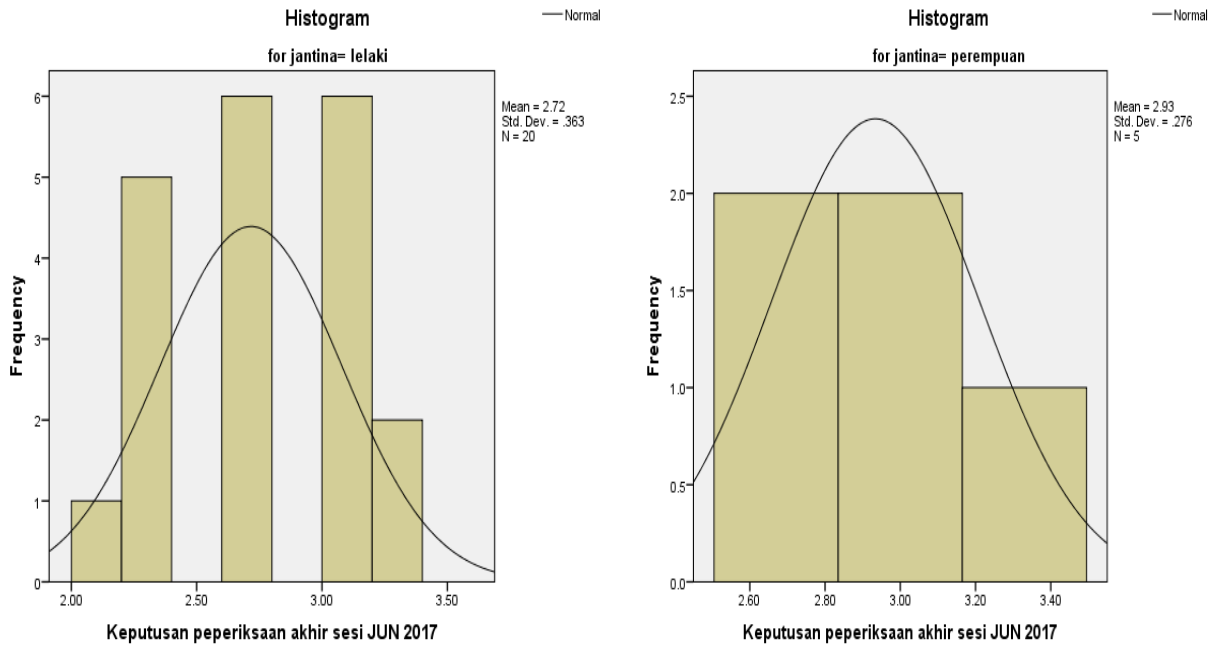 Histogram
Normal
for jantina= lelaki
Mean = 2.72
Std. Dev. = .363
N = 20
Frequency
6
5
4
3
2
1
0
2.00 2.50 3.00 3.50
Keputusan peperiksaan akhir sesi JUN 2017
Histogram
Normal
for jantina= perempuan
Mean = 2.93
Std. Dev. = .276
N = 5
Frequency
2.5
2.0
1.5
1.0
0.5
0.0
2.60 2.80 3.00 3.20 3.40
Keputusan peperiksaan akhir sesi JUN 2017